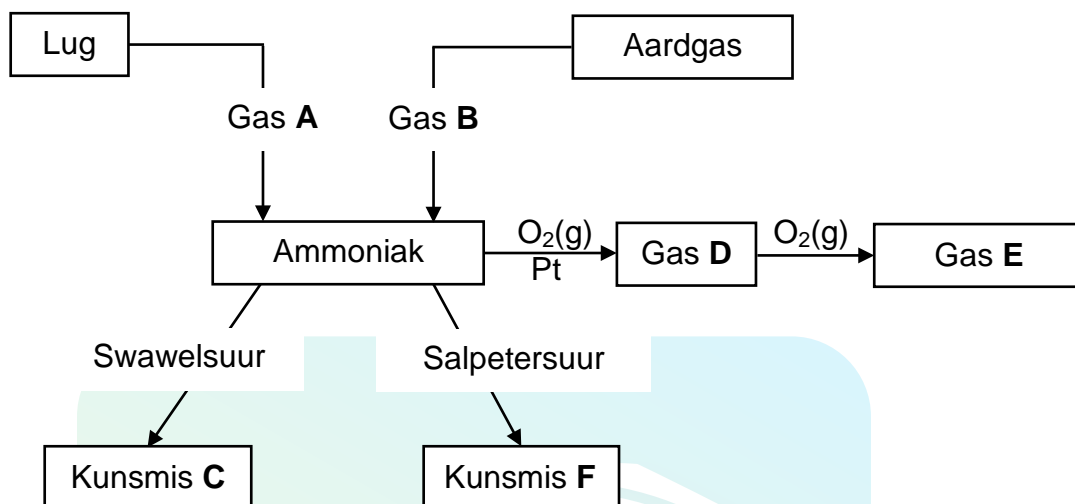 Lug
Aardgas
Gas A
Gas B
Ammoniak
O₂(g)
Pt
Gas D
O₂(g)
Gas E
Swawelsuur
Salpetersuur
Kunsmis C
Kunsmis F